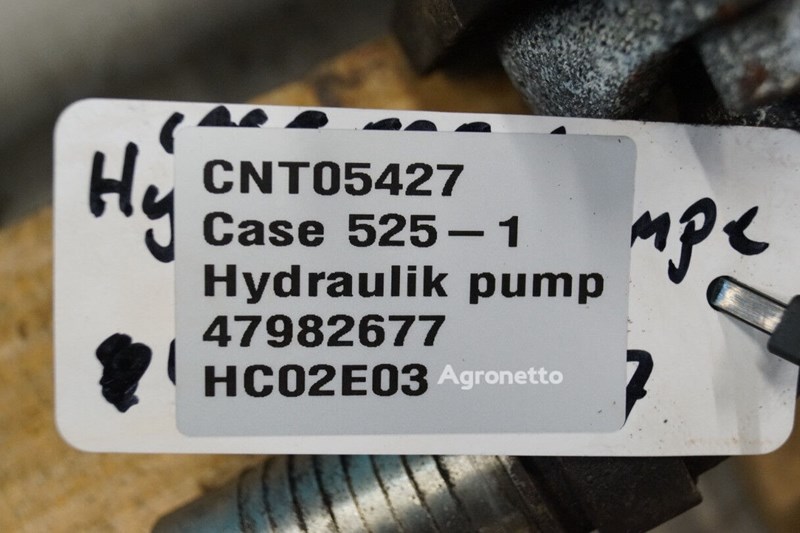 CNT05427
Case 525-1
Hydraulik pump
47982677
HC02E03
Agronetto